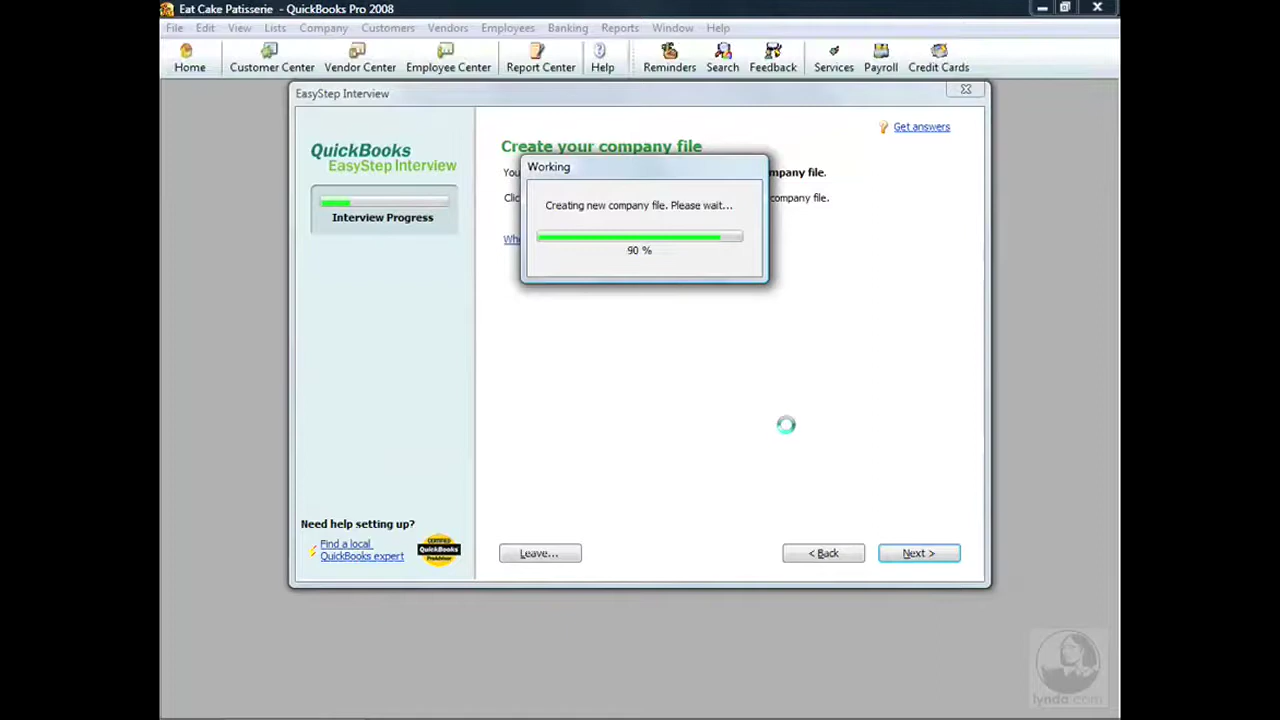 Eat Cake Patisserie - QuickBooks Pro 2008
File Edit View Lists Company Customers Vendors Employees Banking Reports Window Help
Home Customer Center Vendor Center Employee Center Report Center Help Reminders Search Feedback Services Payroll Credit Cards
EasyStep Interview
Get answers
QuickBooks
EasyStep Interview
Interview Progress
Create your company file
Working
Creating new company file. Please wait...
90 %
mpany file.
company file.
Need help setting up?
Find a local
QuickBooks expert
CERTIFIED
QuickBooks
ProAdvisor
Leave...
< Back
Next >
lynda.com